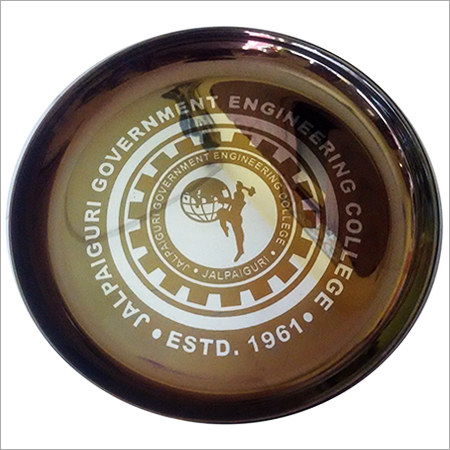 JALPAIGURI GOVERNMENT ENGINEERING COLLEGE
• ESTD. 1961 •
JALPAIGURI GOVERNMENT ENGINEERING COLLEGE
• JALPAIGURI •